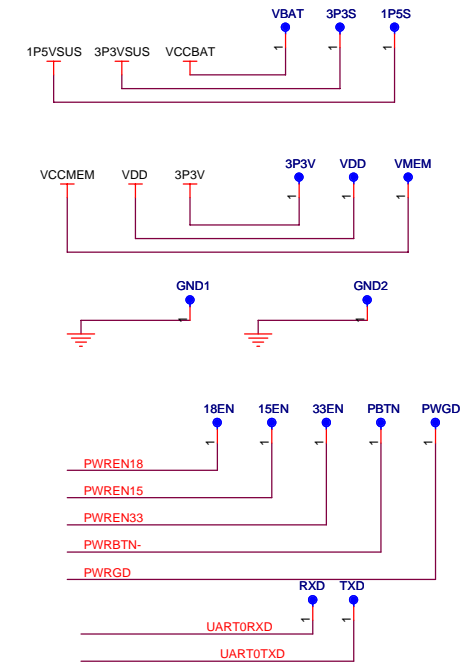 VBAT 3P3S 1P5S
1P5VSUS 3P3VSUS VCCBAT
1 1 1
3P3V VDD VMEM
VCCMEM VDD 3P3V
1 1 1
GND1 GND2
1 1
18EN 15EN 33EN PBTN PWGD
1 1 1 1 1
PWREN18
PWREN15
PWREN33
PWRBTN-
PWRGD
RXD TXD
1 1
UART0RXD
UART0TXD